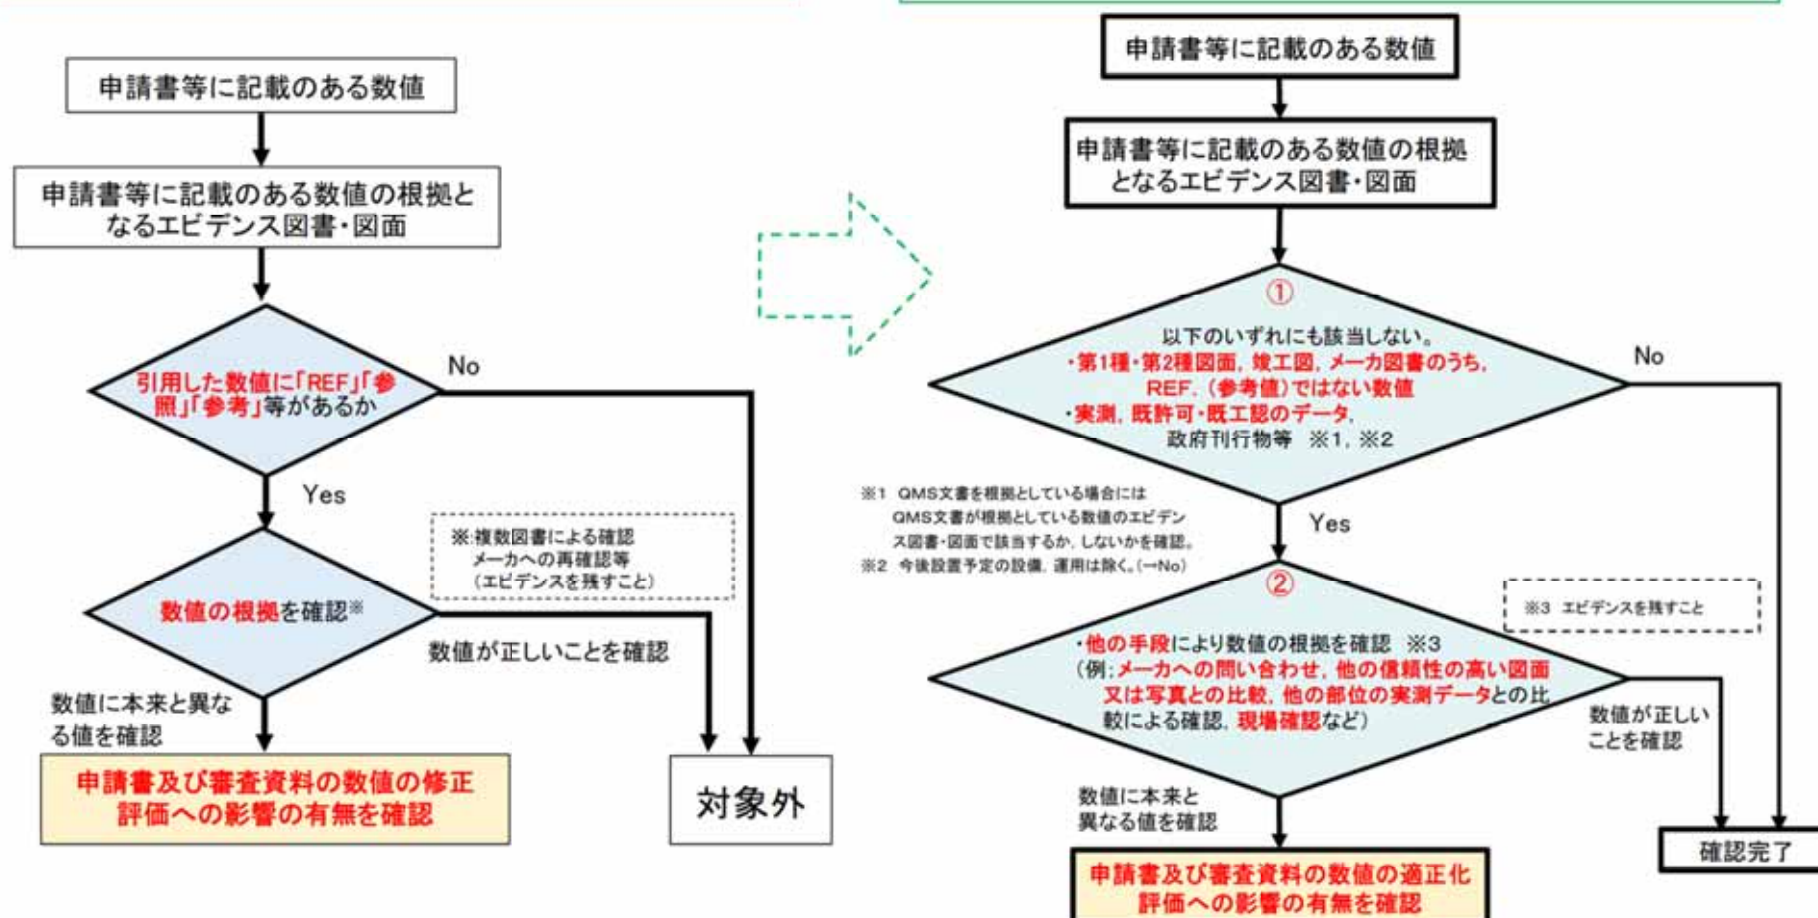 申請書等に記載のある数値
申請書等に記載のある数値の根拠と
なるエビデンス図書・図面
引用した数値に「REF」「参
照」「参考」等があるか
No
Yes
※:複数図書による確認
メーカへの再確認等
（エビデンスを残すこと）
数値の根拠を確認※
数値が正しいことを確認
数値に本来と異な
る値を確認
申請書及び審査資料の数値の修正
評価への影響の有無を確認
対象外
申請書等に記載のある数値
申請書等に記載のある数値の根拠
となるエビデンス図書・図面
①
以下のいずれにも該当しない。
・第1種・第2種図面, 竣工図, メーカ図書のうち,
REF. （参考値）ではない数値
・実測, 既許可・既工認のデータ,
政府刊行物等 ※1, ※2
No
※1 QMS文書を根拠としている場合には
QMS文書が根拠としている数値のエビデン
ス図書・図面で該当するか, しないかを確認。
※2 今後設置予定の設備, 運用は除く。(→No)
Yes
②
※3 エビデンスを残すこと
・他の手段により数値の根拠を確認 ※3
（例:メーカへの問い合わせ, 他の信頼性の高い図面
又は写真との比較, 他の部位の実測データとの比
較による確認, 現場確認など）
数値が正しい
ことを確認
数値に本来と
異なる値を確認
確認完了
申請書及び審査資料の数値の適正化
評価への影響の有無を確認